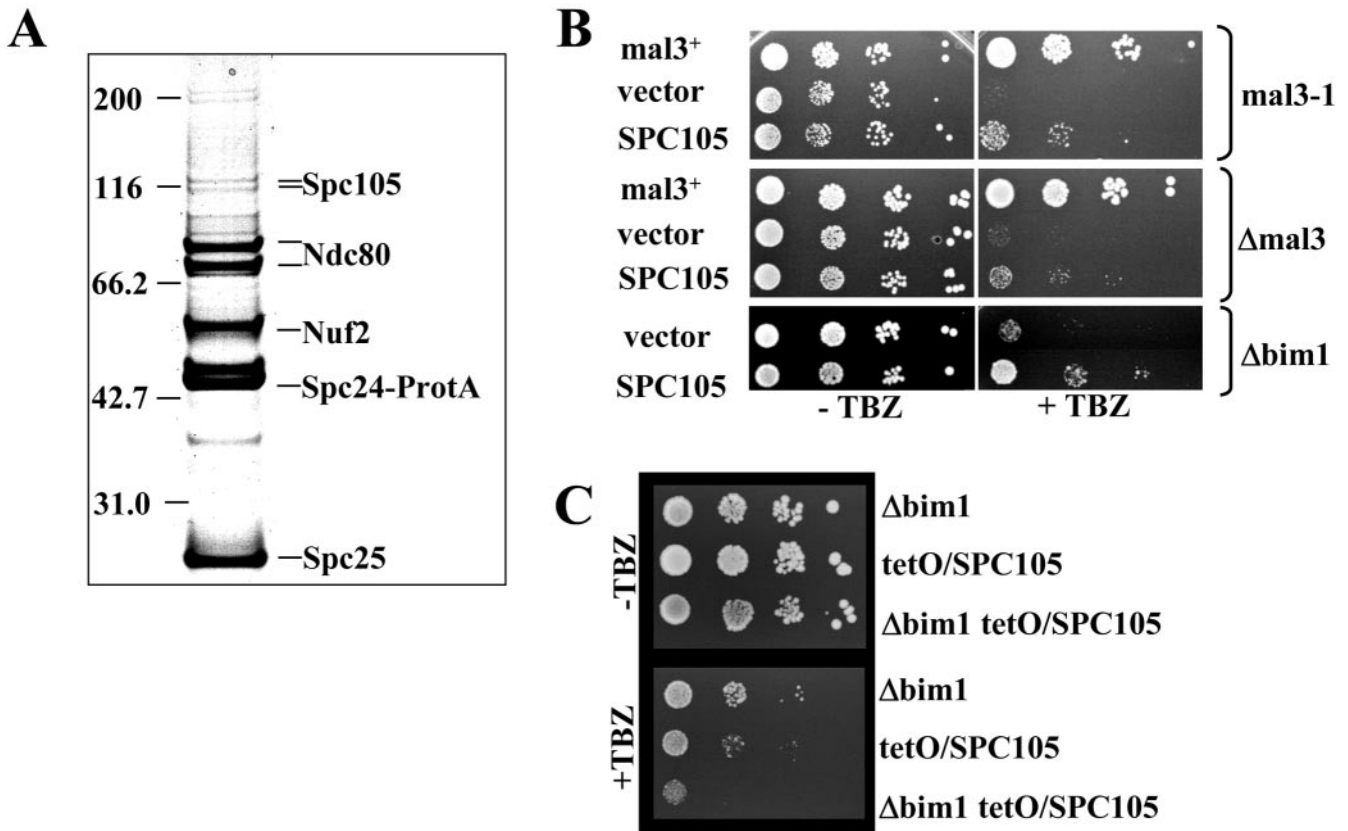 A
200
116
66.2
42.7
31.0
Spc105
Ndc80
Nuf2
Spc24-ProtA
Spc25
B
mal3+
vector
SPC105
mal3-1
mal3+
vector
SPC105
Δmal3
vector
SPC105
Δbim1
- TBZ
+ TBZ
C
-TBZ
Δbim1
tetO/SPC105
Δbim1 tetO/SPC105
+TBZ
Δbim1
tetO/SPC105
Δbim1 tetO/SPC105